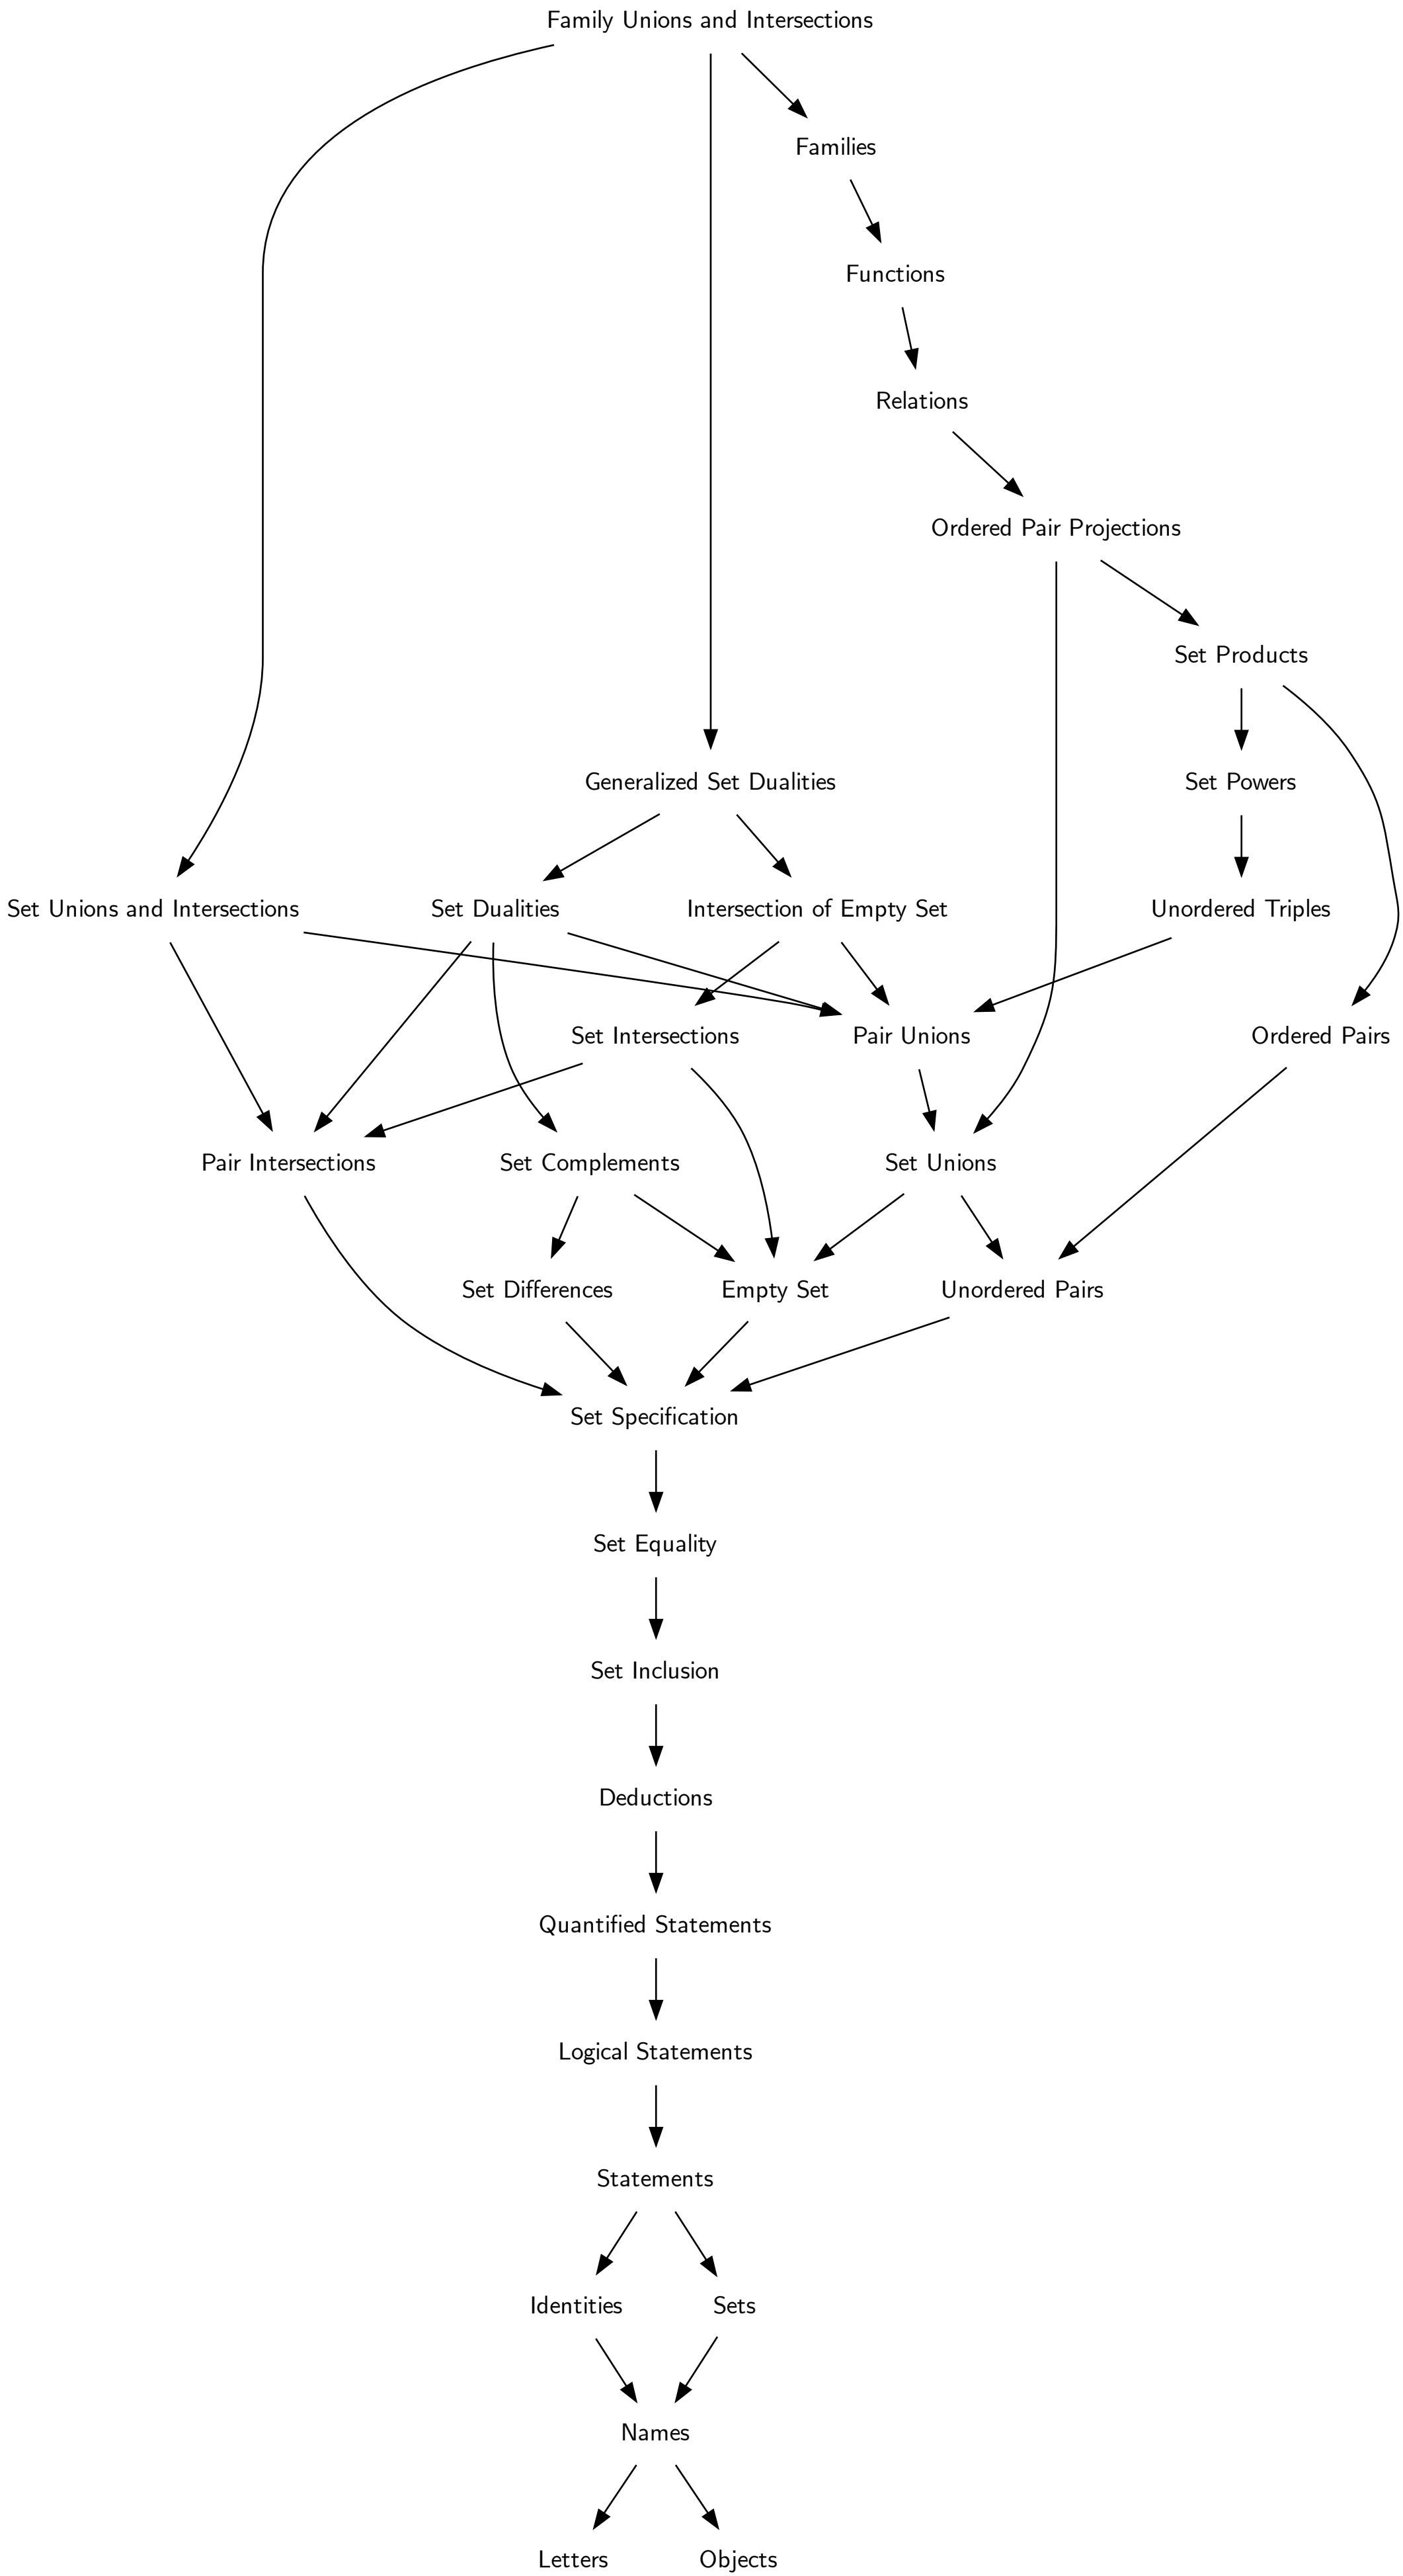 Family Unions and Intersections
Families
Functions
Relations
Ordered Pair Projections
Set Products
Generalized Set Dualities
Set Powers
Set Unions and Intersections
Set Dualities
Intersection of Empty Set
Unordered Triples
Set Intersections
Pair Unions
Ordered Pairs
Pair Intersections
Set Complements
Set Unions
Set Differences
Empty Set
Unordered Pairs
Set Specification
Set Equality
Set Inclusion
Deductions
Quantified Statements
Logical Statements
Statements
Identities
Sets
Names
Letters
Objects